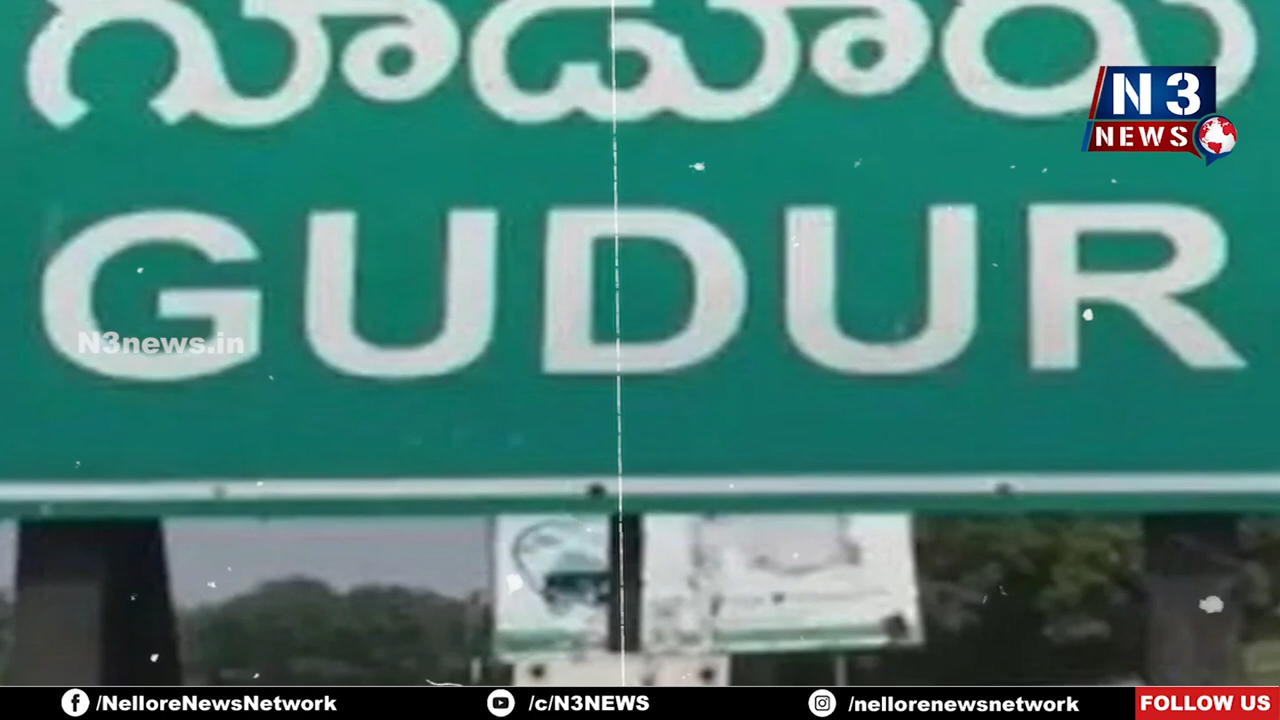 గూడూరు
N3
NEWS
GUDUR
N3news.in
/NelloreNewsNetwork
/c/N3NEWS
/nellorenewsnetwork
FOLLOW US